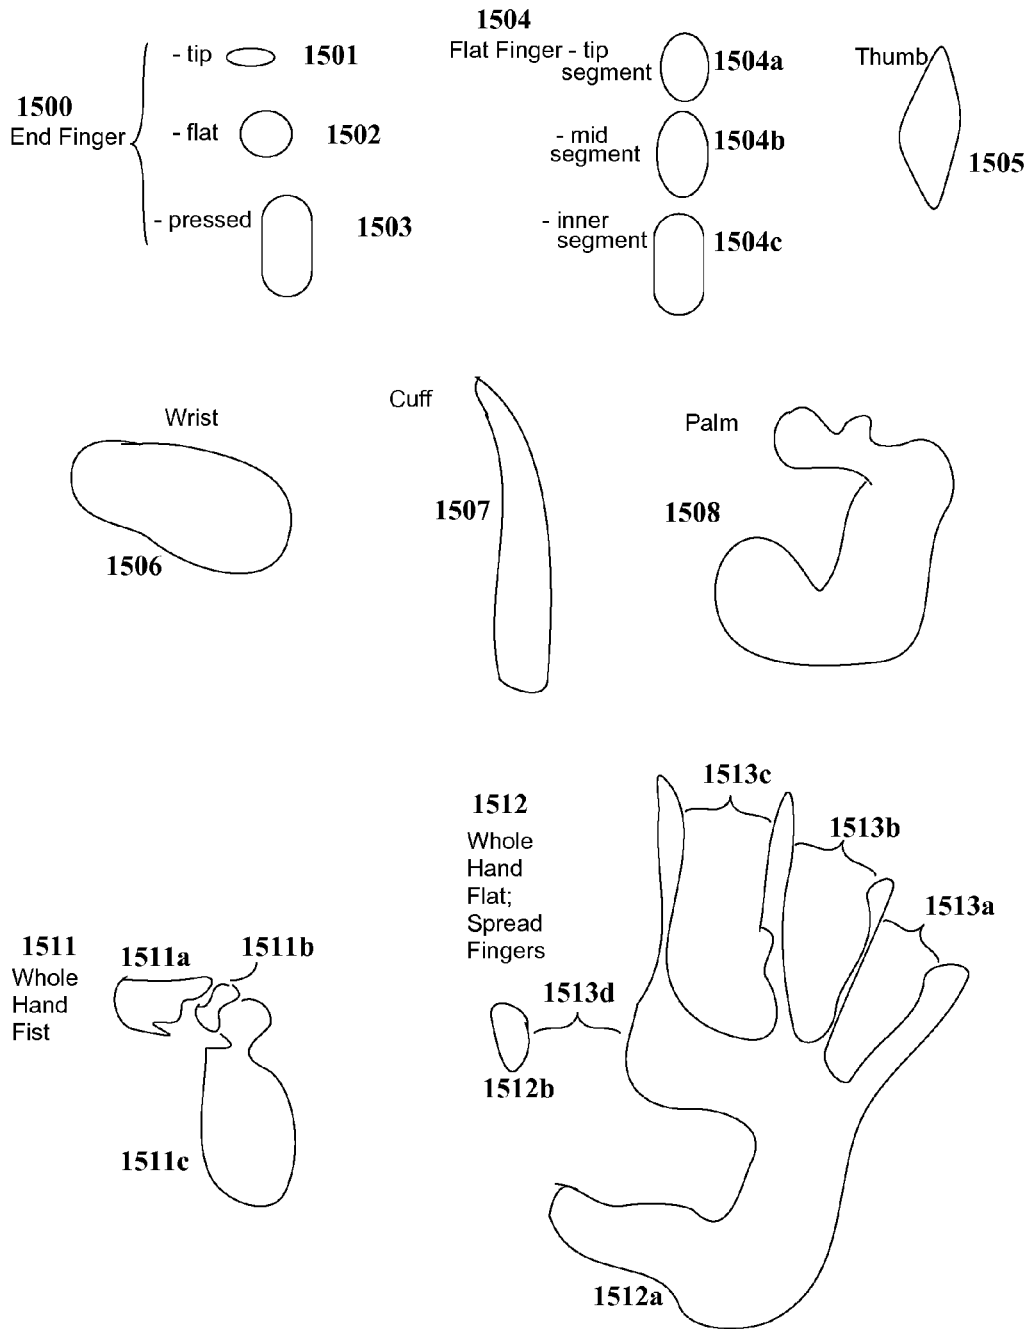 1500
End Finger
- tip 1501
- flat 1502
- pressed 1503
1504
Flat Finger - tip
segment 1504a
- mid
segment 1504b
- inner
segment 1504c
Thumb
1505
Wrist
1506
Cuff
1507
Palm
1508
1511
Whole
Hand
Fist
1511a
1511b
1511c
1512
Whole
Hand
Flat;
Spread
Fingers
1513c
1513b
1513a
1513d
1512b
1512a